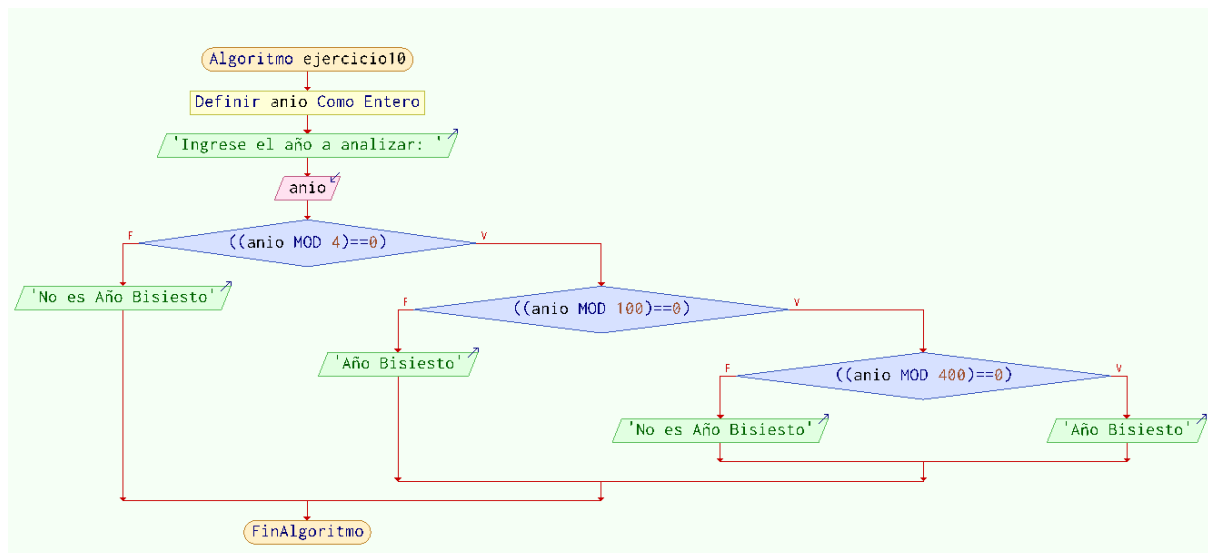 Algoritmo ejercicio10
Definir anio Como Entero
'Ingrese el año a analizar: '
anio
F
((anio MOD 4)==0)
V
'No es Año Bisiesto'
F
((anio MOD 100)==0)
V
'Año Bisiesto'
F
((anio MOD 400)==0)
V
'No es Año Bisiesto'
'Año Bisiesto'
FinAlgoritmo